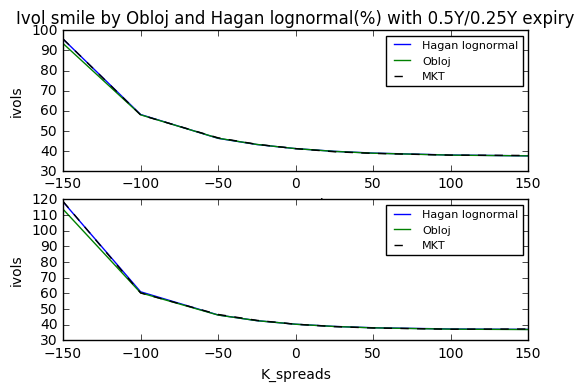 Ivol smile by Obloj and Hagan lognormal(%) with 0.5Y/0.25Y expiry
100
90
80
70
60
50
40
30
ivols
Hagan lognormal
Obloj
MKT
−150 −100 −50 0 50 100 150
120
110
100
90
80
70
60
50
40
30
ivols
Hagan lognormal
Obloj
MKT
−150 −100 −50 0 50 100 150
K_spreads